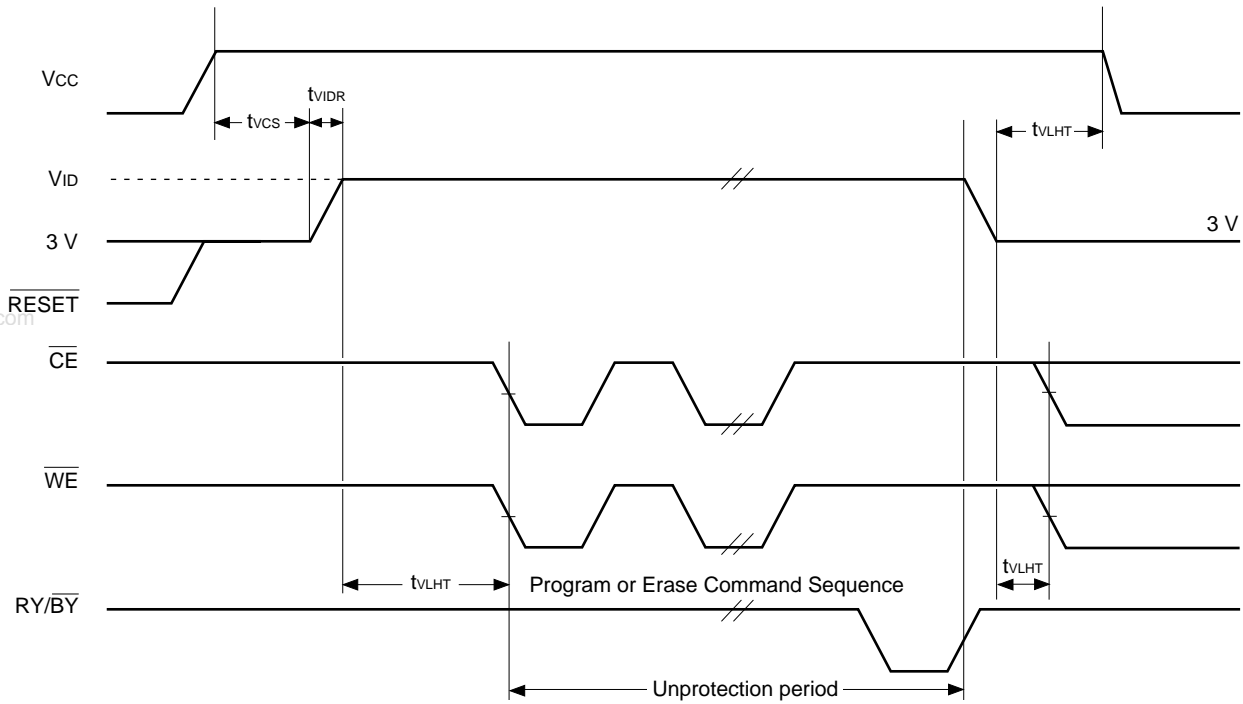 VCC
tVIDR
tVCS
tVLHT
VID
3 V
3 V
RESET
com
CE
WE
tVLHT
Program or Erase Command Sequence
tVLHT
RY/BY
Unprotection period